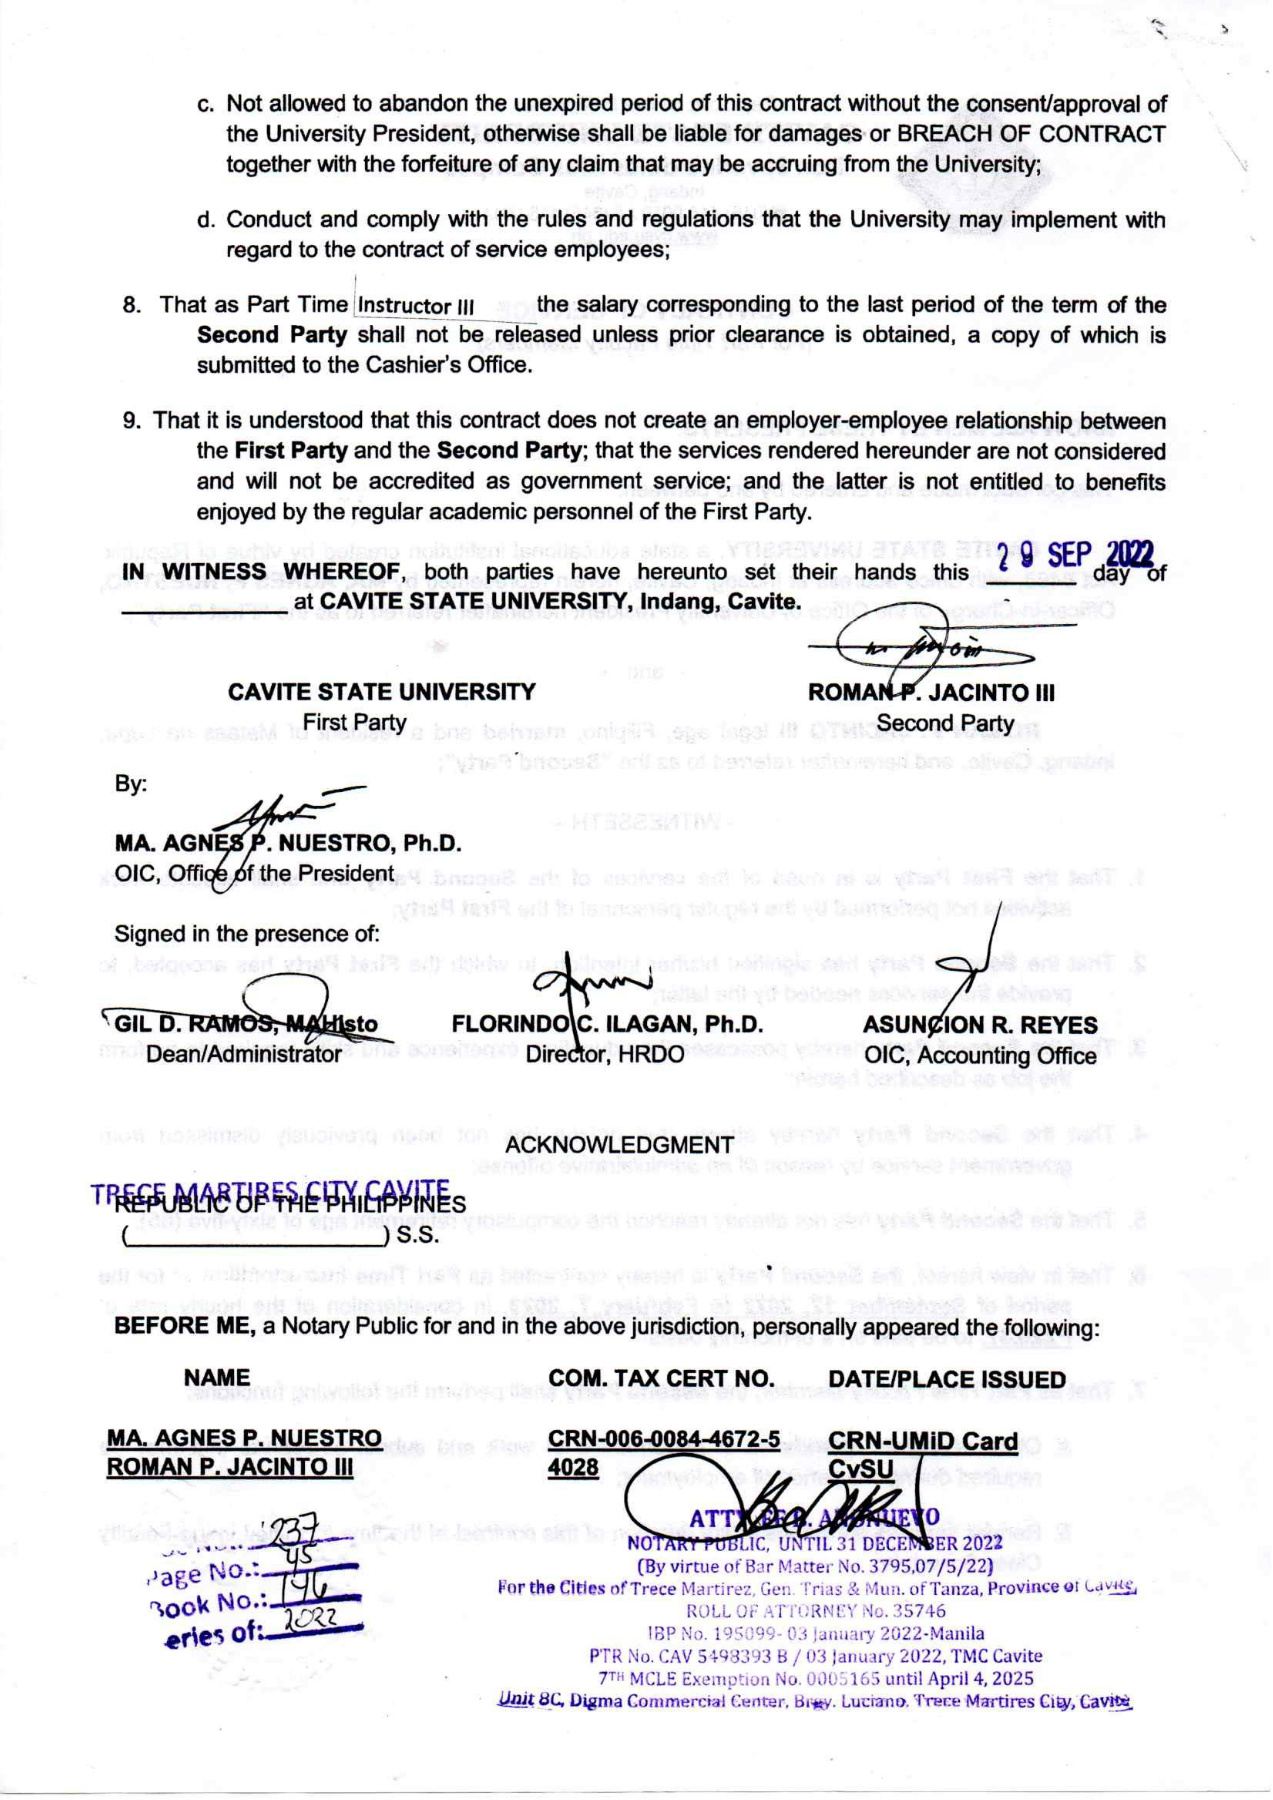 c. Not allowed to abandon the unexpired period of this contract without the consent/approval of
the University President, otherwise shall be liable for damages or BREACH OF CONTRACT
together with the forfeiture of any claim that may be accruing from the University;
d. Conduct and comply with the rules and regulations that the University may implement with
regard to the contract of service employees;
8. That as Part Time Instructor III the salary corresponding to the last period of the term of the
Second Party shall not be released unless prior clearance is obtained, a copy of which is
submitted to the Cashier's Office.
9. That it is understood that this contract does not create an employer-employee relationship between
the First Party and the Second Party; that the services rendered hereunder are not considered
and will not be accredited as government service; and the latter is not entitled to benefits
enjoyed by the regular academic personnel of the First Party.
29 SEP 2022
IN WITNESS WHEREOF, both parties have hereunto set their hands this day of
at CAVITE STATE UNIVERSITY, Indang, Cavite.
CAVITE STATE UNIVERSITY ROMAN P. JACINTO III
First Party Second Party
By:
MA. AGNES P. NUESTRO, Ph.D.
OIC, Office of the President
Signed in the presence of:
GIL D. RAMOS, MAHisto FLORINDO C. ILAGAN, Ph.D. ASUNCION R. REYES
Dean/Administrator Director, HRDO OIC, Accounting Office
ACKNOWLEDGMENT
TRECE MARTIRES CITY CAVITE
REPUBLIC OF THE PHILIPPINES
( ) S.S.
BEFORE ME, a Notary Public for and in the above jurisdiction, personally appeared the following:
NAME COM. TAX CERT NO. DATE/PLACE ISSUED
MA. AGNES P. NUESTRO CRN-006-0084-4672-5 CRN-UMiD Card
ROMAN P. JACINTO III 4028 CvSU
237
Page No.: 45
Book No.: 146
eries of: 2022
NOTARY PUBLIC, UNTIL 31 DECEMBER 2022
(By virtue of Bar Matter No. 3795,07/5/22)
For the Cities of Trece Martirez, Gen. Trias & Mun. of Tanza, Province of Cavite,
ROLL OF ATTORNEY No. 35746
IBP No. 195099- 03 January 2022-Manila
PTR No. CAV 5498393 B / 03 January 2022, TMC Cavite
7TH MCLE Exemption No. 0005165 until April 4, 2025
Unit 8C, Digma Commercial Center, Brgy. Luciano. Trece Martires City, Cavite